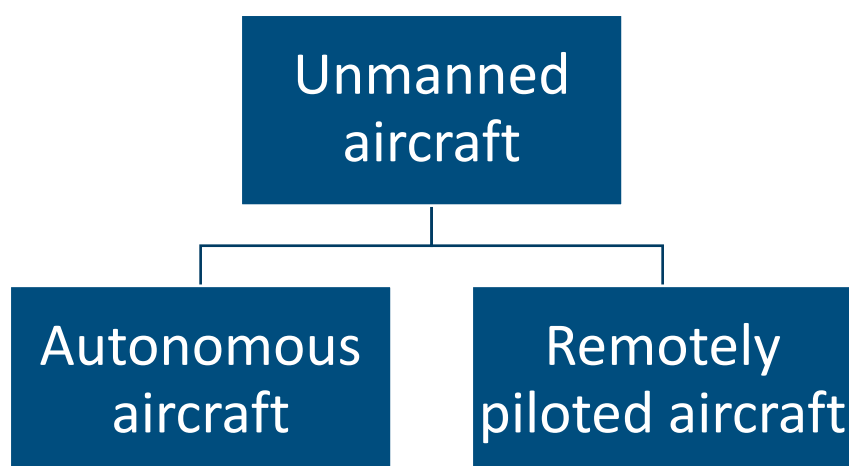 Unmanned
aircraft
Autonomous
aircraft
Remotely
piloted aircraft